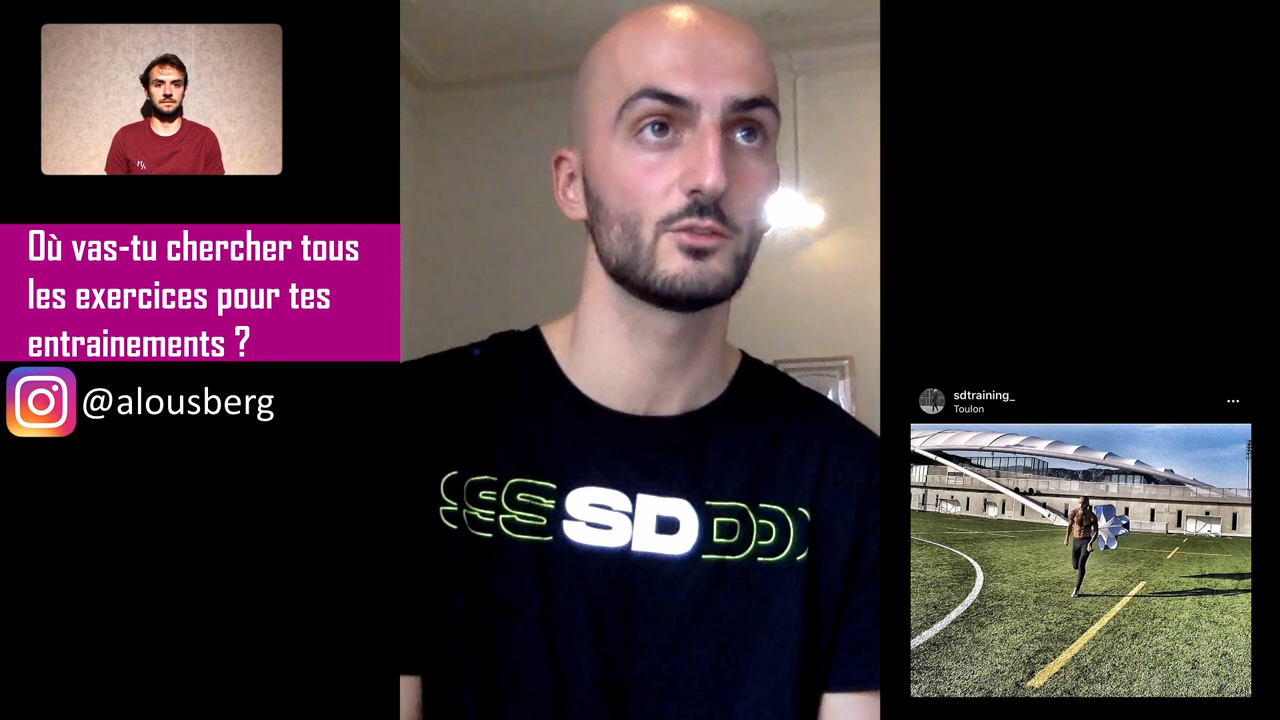 Où vas-tu chercher tous
les exercices pour tes
entrainements ?
@alousberg
SD
sdtraining_
Toulon